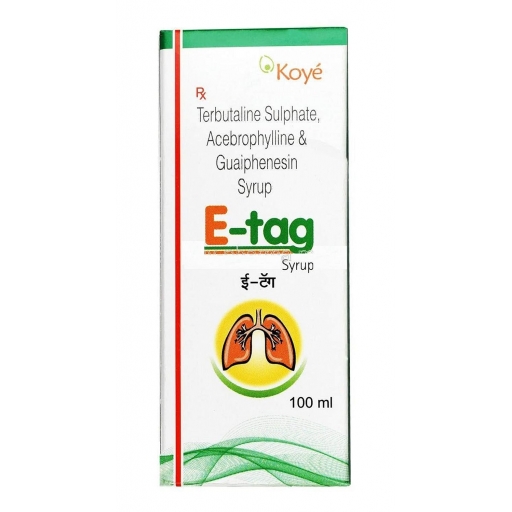 Koyé
Rx
Terbutaline Sulphate,
Acebrophylline &
Guaiphenesin
Syrup
E-tag
Syrup
ई-टॅग
100 ml